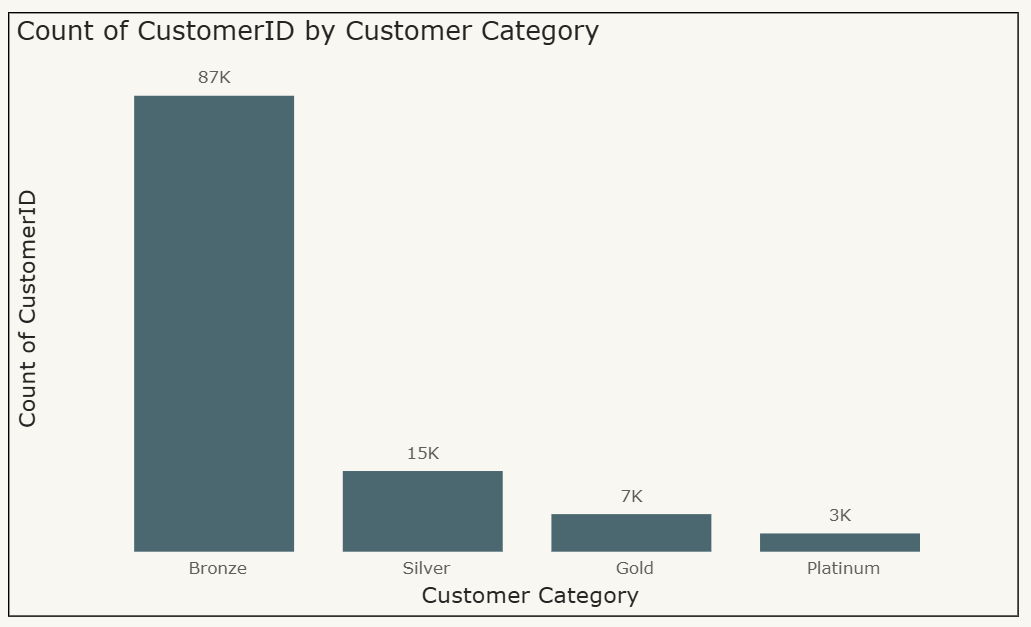 Count of CustomerID by Customer Category
Count of CustomerID
87K
15K
7K
3K
Bronze
Silver
Gold
Platinum
Customer Category